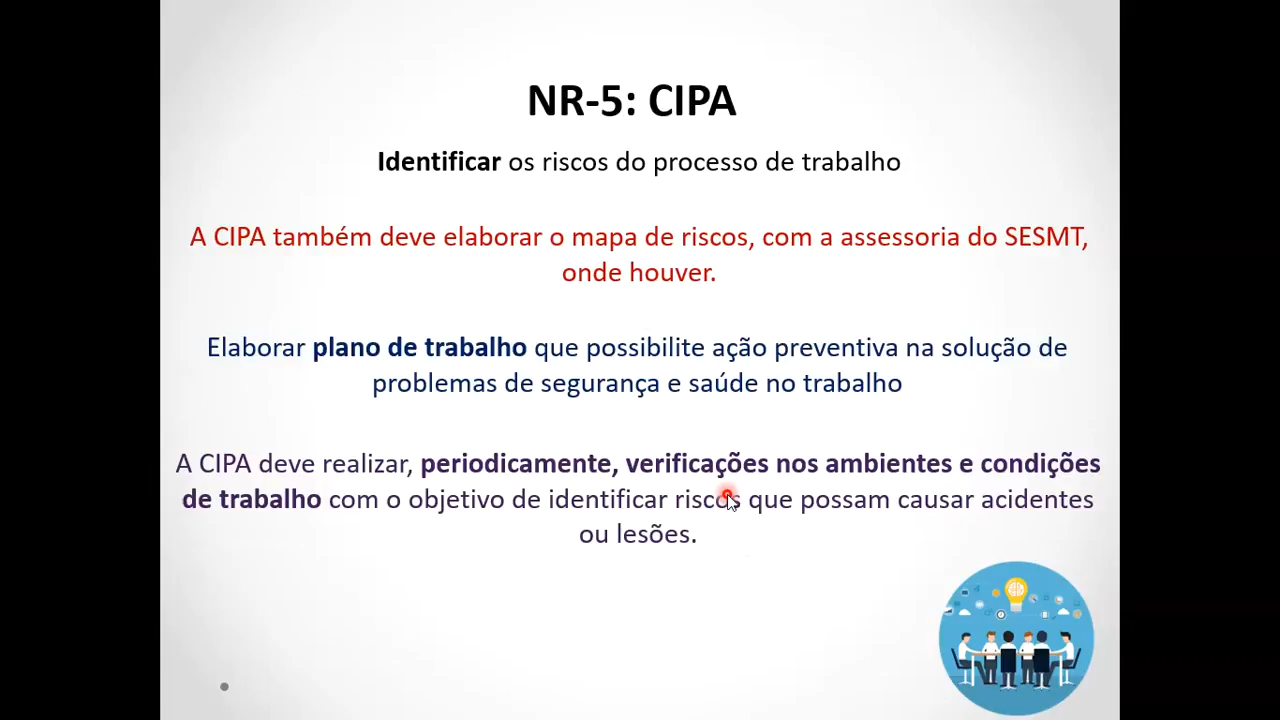 NR-5: CIPA
Identificar os riscos do processo de trabalho
A CIPA também deve elaborar o mapa de riscos, com a assessoria do SESMT,
onde houver.
Elaborar plano de trabalho que possibilite ação preventiva na solução de
problemas de segurança e saúde no trabalho
A CIPA deve realizar, periodicamente, verificações nos ambientes e condições
de trabalho com o objetivo de identificar riscos que possam causar acidentes
ou lesões.